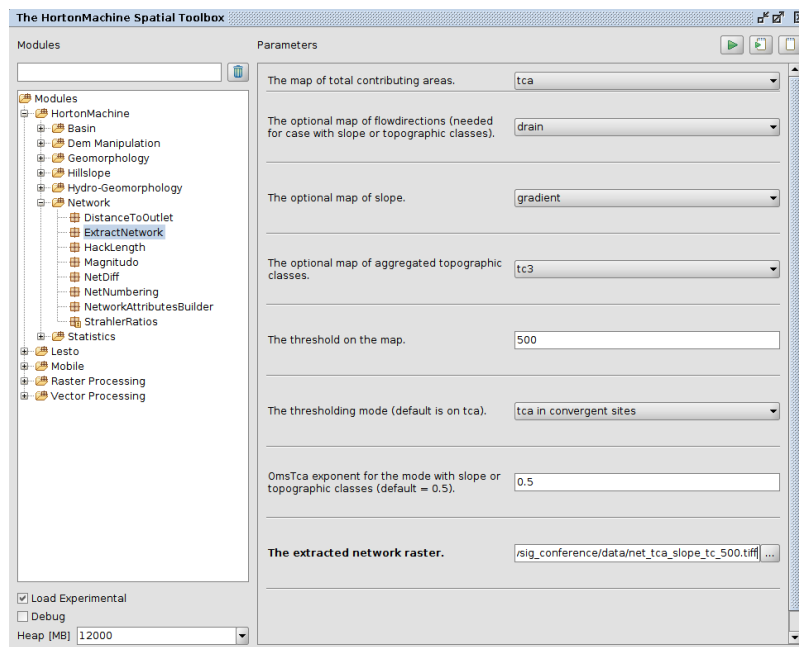 The HortonMachine Spatial Toolbox
Modules
Parameters
Modules
HortonMachine
Basin
Dem Manipulation
Geomorphology
Hillslope
Hydro-Geomorphology
Network
DistanceToOutlet
ExtractNetwork
HackLength
Magnitudo
NetDiff
NetNumbering
NetworkAttributesBuilder
StrahlerRatios
Statistics
Lesto
Mobile
Raster Processing
Vector Processing
Load Experimental
Debug
Heap [MB] 12000
The map of total contributing areas. tca
The optional map of flowdirections (needed
for case with slope or topographic classes). drain
The optional map of slope. gradient
The optional map of aggregated topographic
classes. tc3
The threshold on the map. 500
The thresholding mode (default is on tca). tca in convergent sites
OmsTca exponent for the mode with slope or
topographic classes (default = 0.5). 0.5
The extracted network raster. /sig_conference/data/net_tca_slope_tc_500.tiff ...